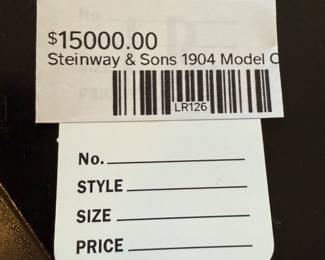 $15000.00
Steinway & Sons 1904 Model C
LR126
No.
STYLE
SIZE
PRICE